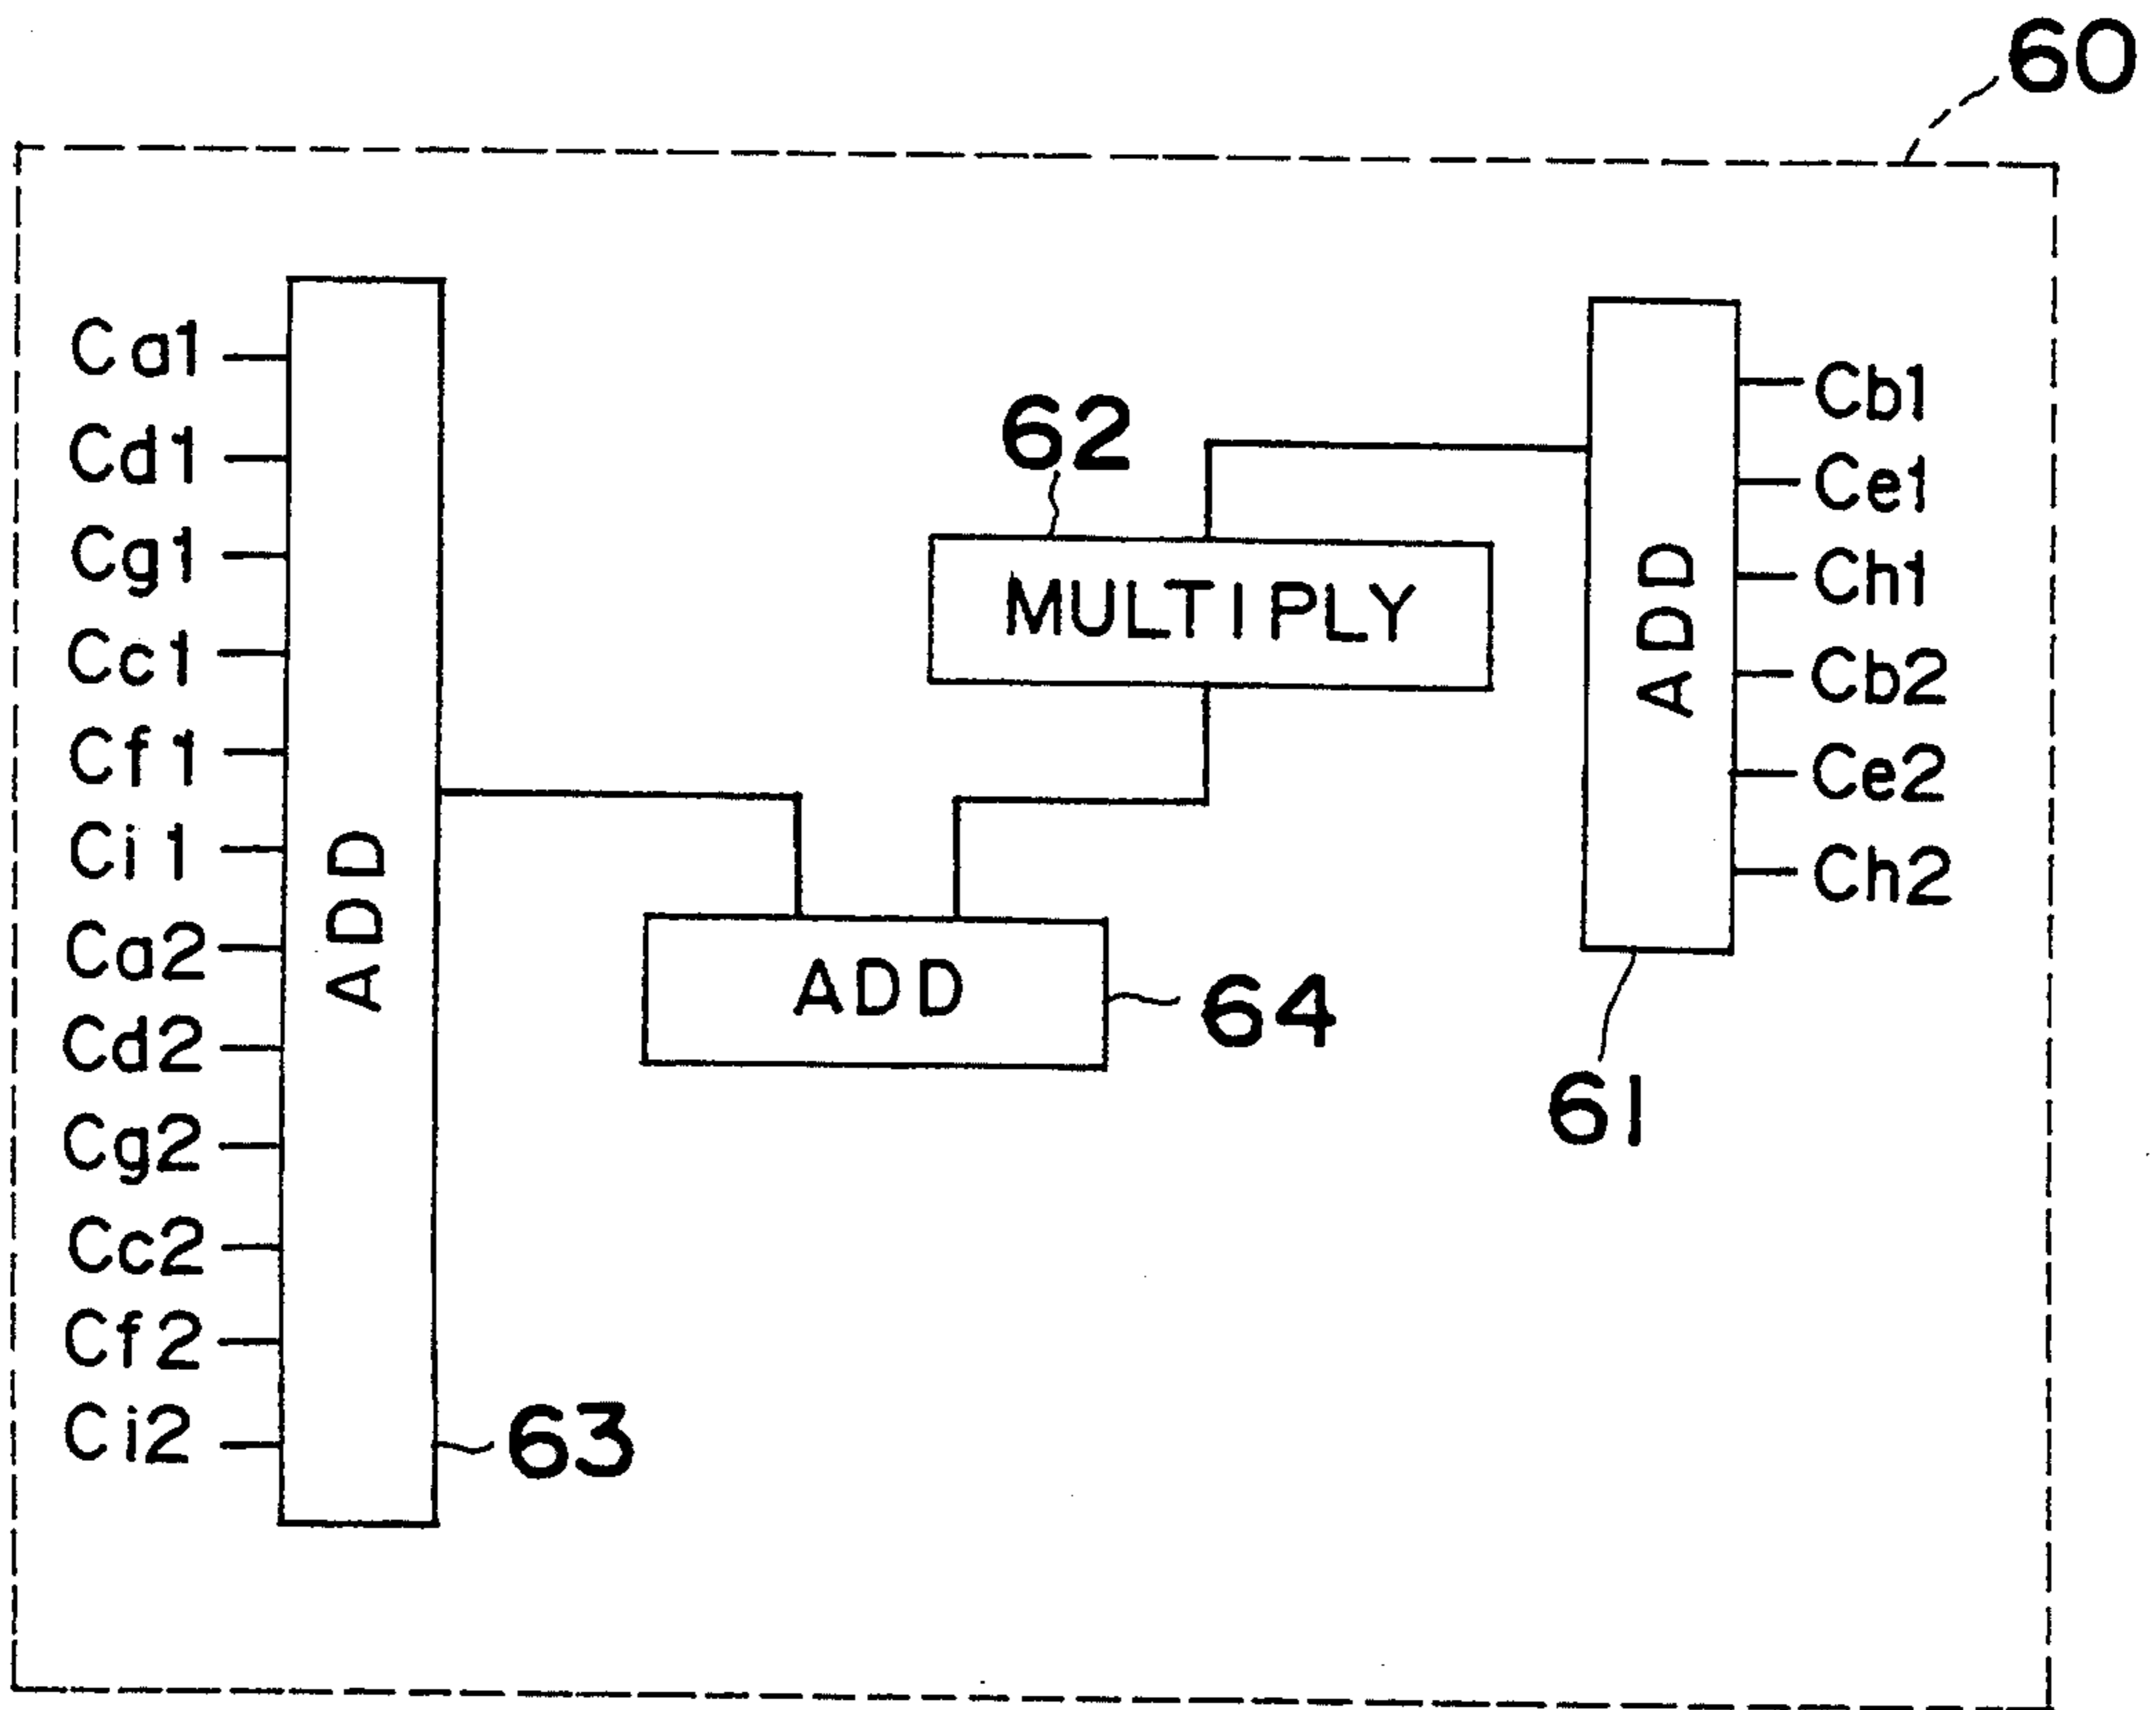 60
Ca1
Cd1
Cg1
Cc1
Cf1
Ci1
Ca2
Cd2
Cg2
Cc2
Cf2
Ci2
ADD
63
62
MULTIPLY
ADD
64
ADD
61
Cb1
Ce1
Ch1
Cb2
Ce2
Ch2